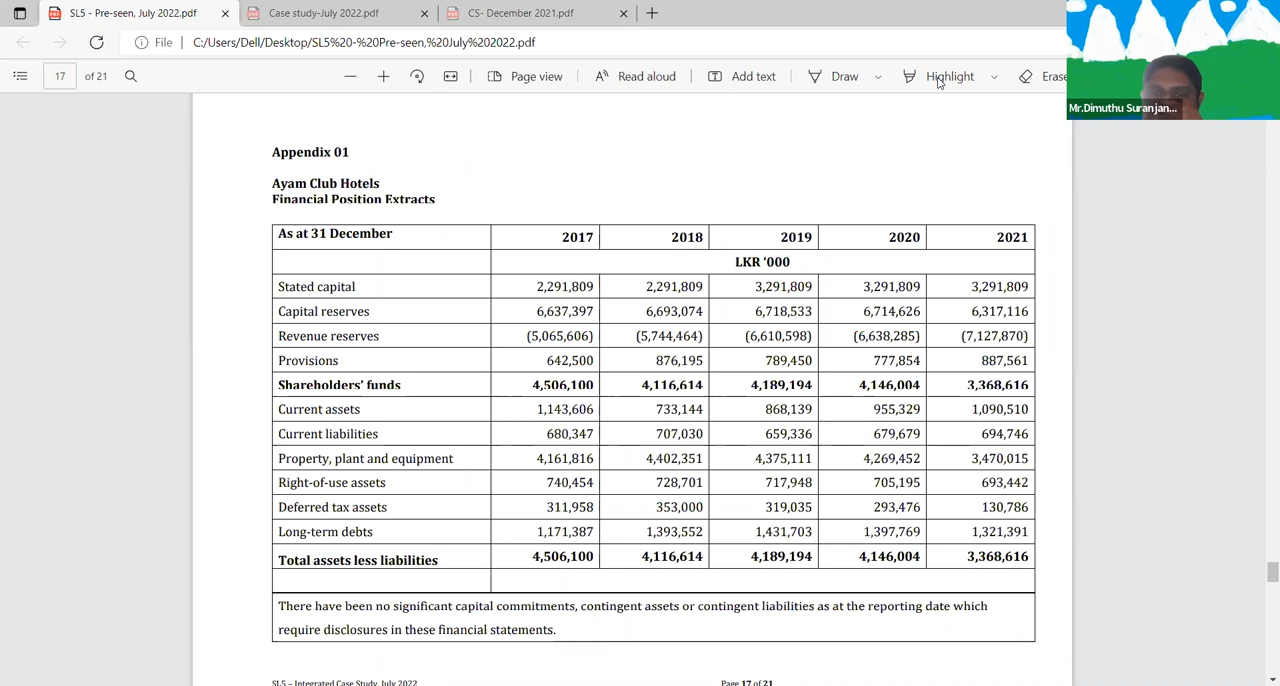 SL5 - Pre-seen, July 2022.pdf
Case study-July 2022.pdf
CS- December 2021.pdf
File C:/Users/Dell/Desktop/SL5%20-%20Pre-seen,%20July%202022.pdf
17 of 21 Page view Read aloud Add text Draw Highlight Erase
Mr.Dimuthu Suranjan...
Appendix 01
Ayam Club Hotels
Financial Position Extracts
As at 31 December 2017 2018 2019 2020 2021
LKR ‘000
Stated capital 2,291,809 2,291,809 3,291,809 3,291,809 3,291,809
Capital reserves 6,637,397 6,693,074 6,718,533 6,714,626 6,317,116
Revenue reserves (5,065,606) (5,744,464) (6,610,598) (6,638,285) (7,127,870)
Provisions 642,500 876,195 789,450 777,854 887,561
Shareholders’ funds 4,506,100 4,116,614 4,189,194 4,146,004 3,368,616
Current assets 1,143,606 733,144 868,139 955,329 1,090,510
Current liabilities 680,347 707,030 659,336 679,679 694,746
Property, plant and equipment 4,161,816 4,402,351 4,375,111 4,269,452 3,470,015
Right-of-use assets 740,454 728,701 717,948 705,195 693,442
Deferred tax assets 311,958 353,000 319,035 293,476 130,786
Long-term debts 1,171,387 1,393,552 1,431,703 1,397,769 1,321,391
Total assets less liabilities 4,506,100 4,116,614 4,189,194 4,146,004 3,368,616
There have been no significant capital commitments, contingent assets or contingent liabilities as at the reporting date which
require disclosures in these financial statements.
SL5 – Integrated Case Study, July 2022 Page 17 of 21